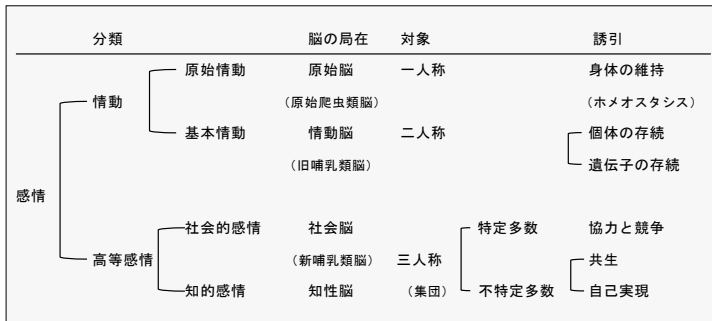 分類 脳の局在 対象 誘引
原始情動 原始脳 一人称 身体の維持
情動 (原始爬虫類脳) (ホメオスタシス)
基本情動 情動脳 二人称 個体の存続
(旧哺乳類脳) 遺伝子の存続
感情
社会的感情 社会脳 特定多数 協力と競争
高等感情 (新哺乳類脳) 三人称 共生
知的感情 知性脳 (集団) 不特定多数 自己実現